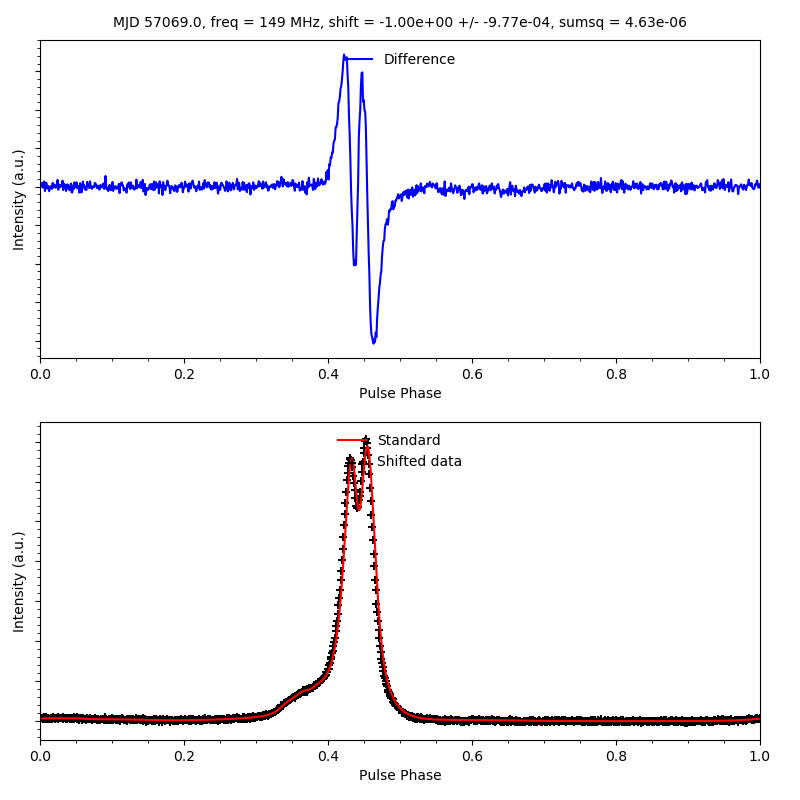 MJD 57069.0, freq = 149 MHz, shift = -1.00e+00 +/- -9.77e-04, sumsq = 4.63e-06
Difference
Intensity (a.u.)
0.0 0.2 0.4 0.6 0.8 1.0
Pulse Phase
Standard
Shifted data
Intensity (a.u.)
0.0 0.2 0.4 0.6 0.8 1.0
Pulse Phase